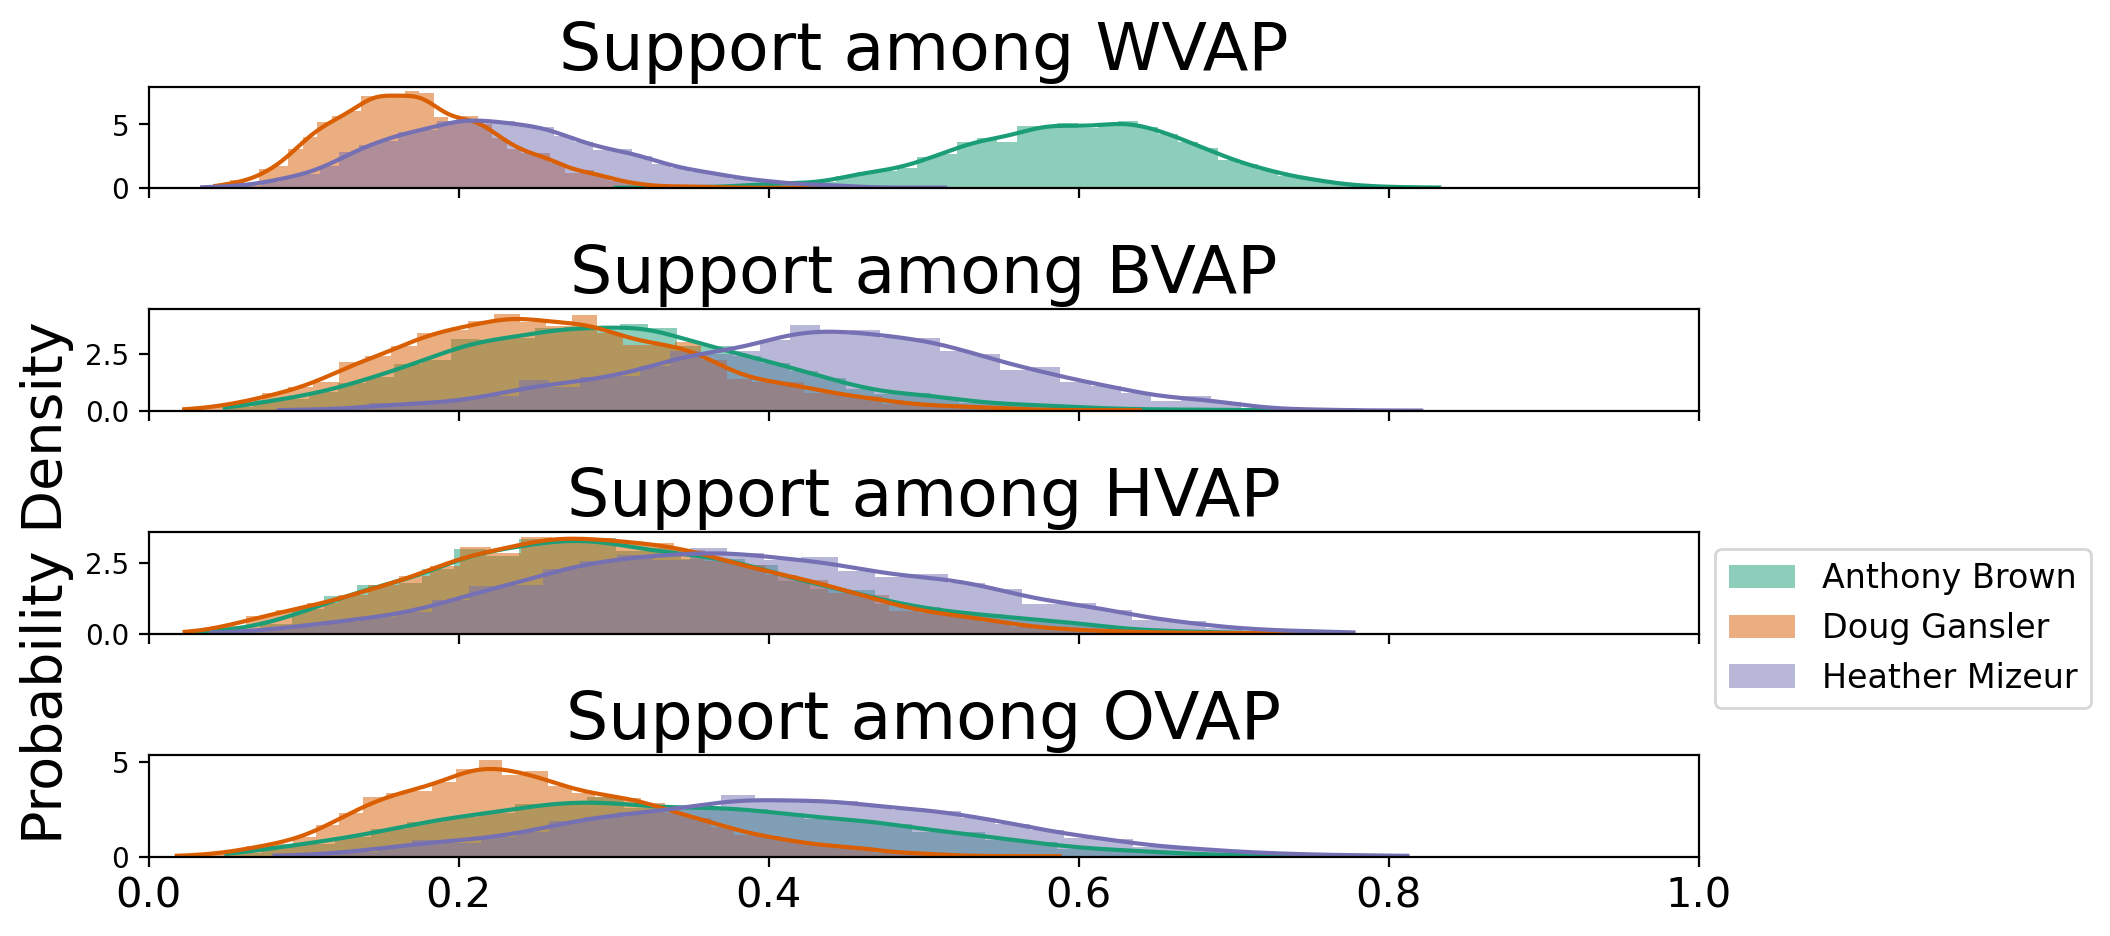 Support among WVAP
5
0
Support among BVAP
2.5
0.0
Support among HVAP
2.5
0.0
Support among OVAP
5
0
0.0 0.2 0.4 0.6 0.8 1.0
Probability Density
Anthony Brown
Doug Gansler
Heather Mizeur